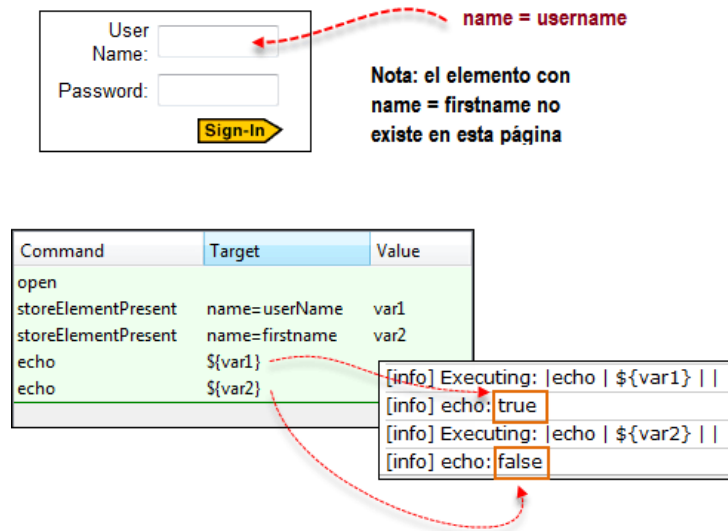 name = username
User
Name:
Password:
Sign-In
Nota: el elemento con
name = firstname no
existe en esta página
Command Target Value
open
storeElementPresent name=userName var1
storeElementPresent name=firstname var2
echo ${var1}
echo ${var2}
[info] Executing: |echo | ${var1} | |
[info] echo: true
[info] Executing: |echo | ${var2} | |
[info] echo: false